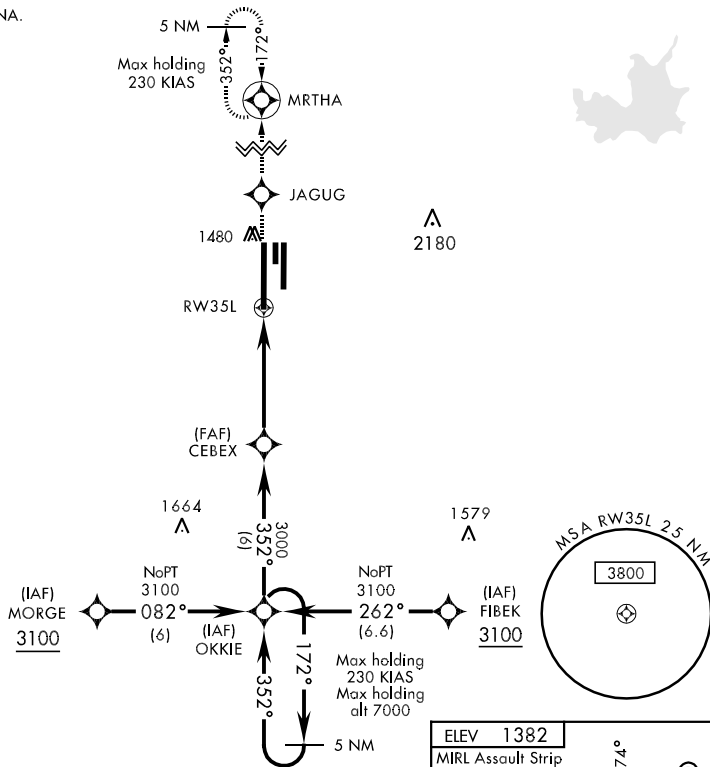 NA.
5 NM
352°
172°
Max holding
230 KIAS
MRTHA
JAGUG
1480
2180
RW35L
(FAF)
CEBEX
1664
1579
352°
(6)
3000
MSA RW35L 25 NM
3800
(IAF)
MORGE
3100
NoPT
3100
082°
(6)
(IAF)
OKKIE
NoPT
3100
262°
(6.6)
(IAF)
FIBEK
3100
352°
172°
Max holding
230 KIAS
Max holding
alt 7000
5 NM
ELEV 1382
MIRL Assault Strip